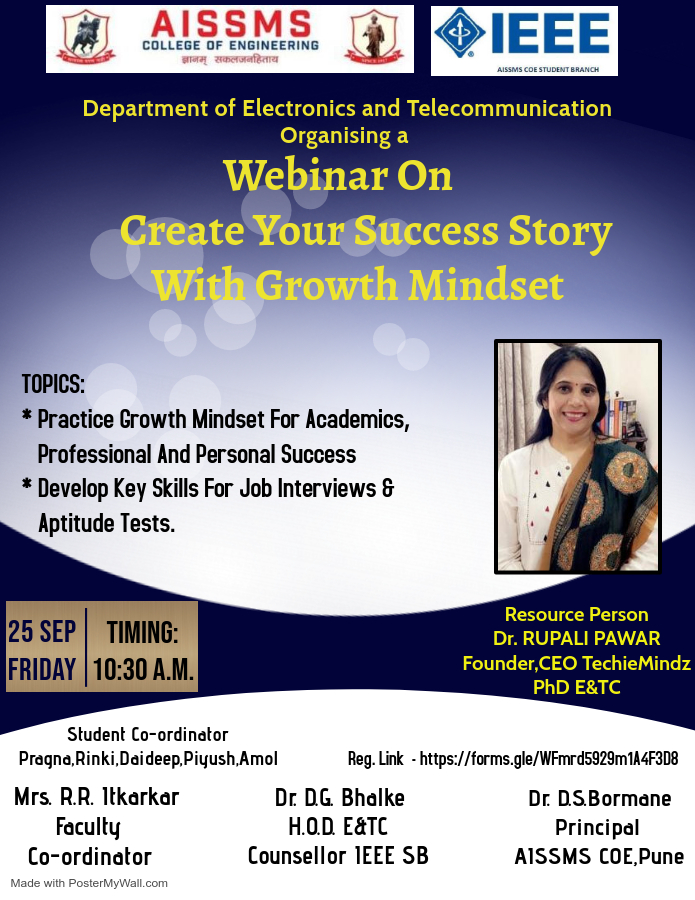 AISSMS
COLLEGE OF ENGINEERING
ज्ञानम् सकलजनहिताय
IEEE
AISSMS COE STUDENT BRANCH
Department of Electronics and Telecommunication
Organising a
Webinar On
Create Your Success Story
With Growth Mindset
TOPICS:
* Practice Growth Mindset For Academics,
Professional And Personal Success
* Develop Key Skills For Job Interviews &
Aptitude Tests.
25 SEP
FRIDAY
TIMING:
10:30 A.M.
Resource Person
Dr. RUPALI PAWAR
Founder,CEO TechieMindz
PhD E&TC
Student Co-ordinator
Pragna,Rinki,Daideep,Piyush,Amol
Reg. Link - https://forms.gle/WFmrd5929m1A4F3D8
Mrs. R.R. Itkarkar
Faculty
Co-ordinator
Dr. D.G. Bhalke
H.O.D. E&TC
Counsellor IEEE SB
Dr. D.S.Bormane
Principal
AISSMS COE,Pune
Made with PosterMyWall.com